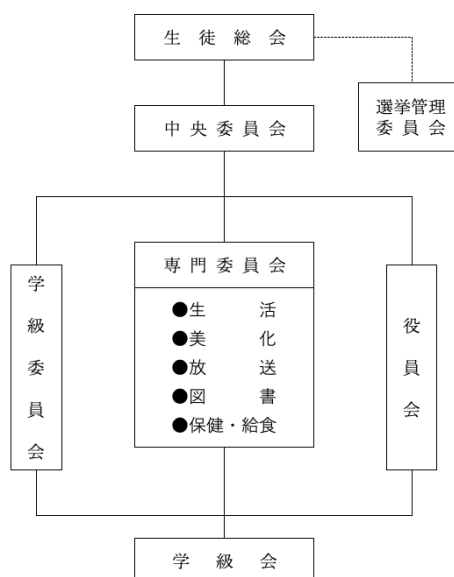 生徒総会
選挙管理
委員会
中央委員会
学級委員会
専門委員会
●生活
●美化
●放送
●図書
●保健・給食
役員会
学級会